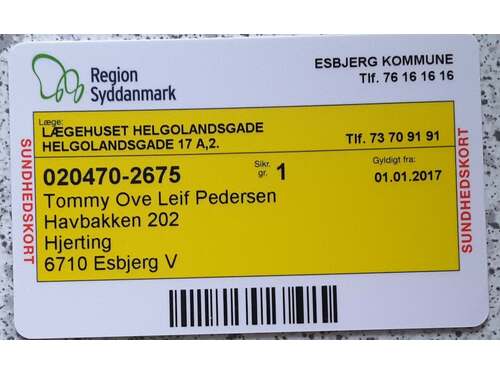 Region
Syddanmark
ESBJERG KOMMUNE
Tlf. 76 16 16 16
Læge:
LÆGEHUSET HELGOLANDSGADE
HELGOLANDSGADE 17 A,2.
Tlf. 73 70 91 91
020470-2675
Sikr.
gr. 1
Gyldigt fra:
01.01.2017
Tommy Ove Leif Pedersen
Havbakken 202
Hjerting
6710 Esbjerg V
SUNDHEDSKORT
SUNDHEDSKORT